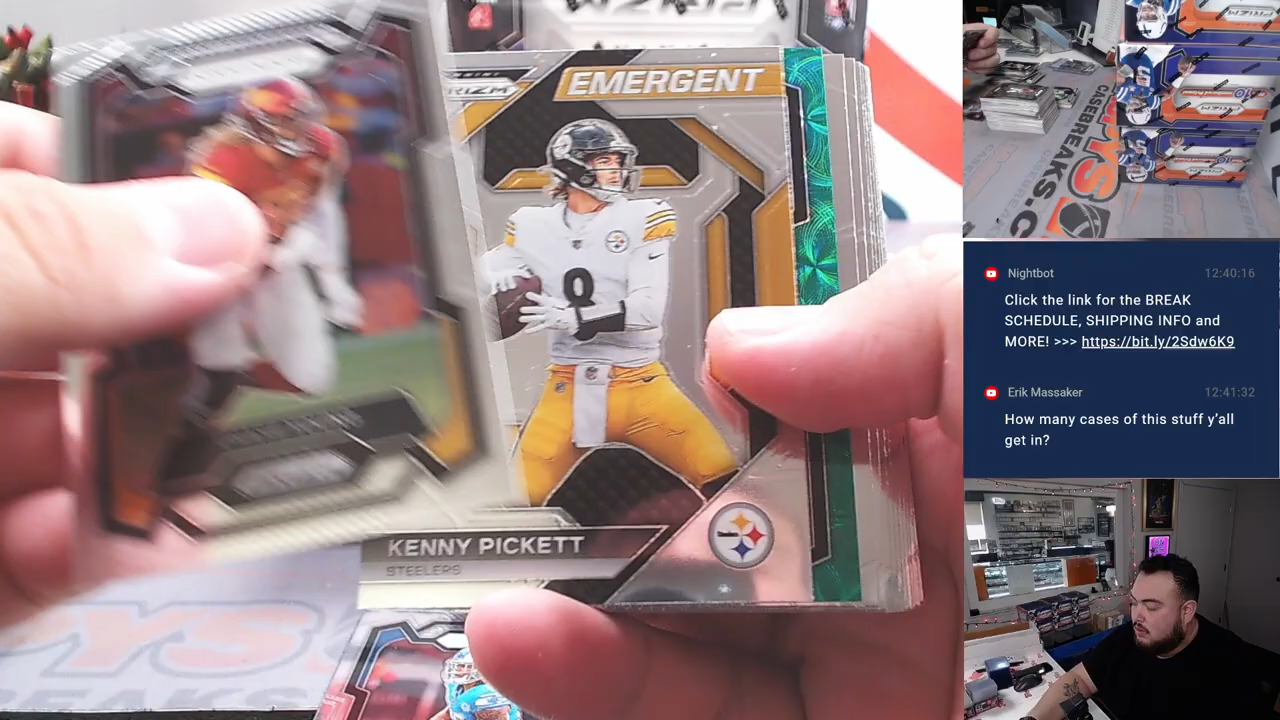 PRIZM
EMERGENT
8
KENNY PICKETT
STEELERS
CASEBREAKS.C
Nightbot 12:40:16
Click the link for the BREAK
SCHEDULE, SHIPPING INFO and
MORE! >>> https://bit.ly/2Sdw6K9
Erik Massaker 12:41:32
How many cases of this stuff y'all
get in?